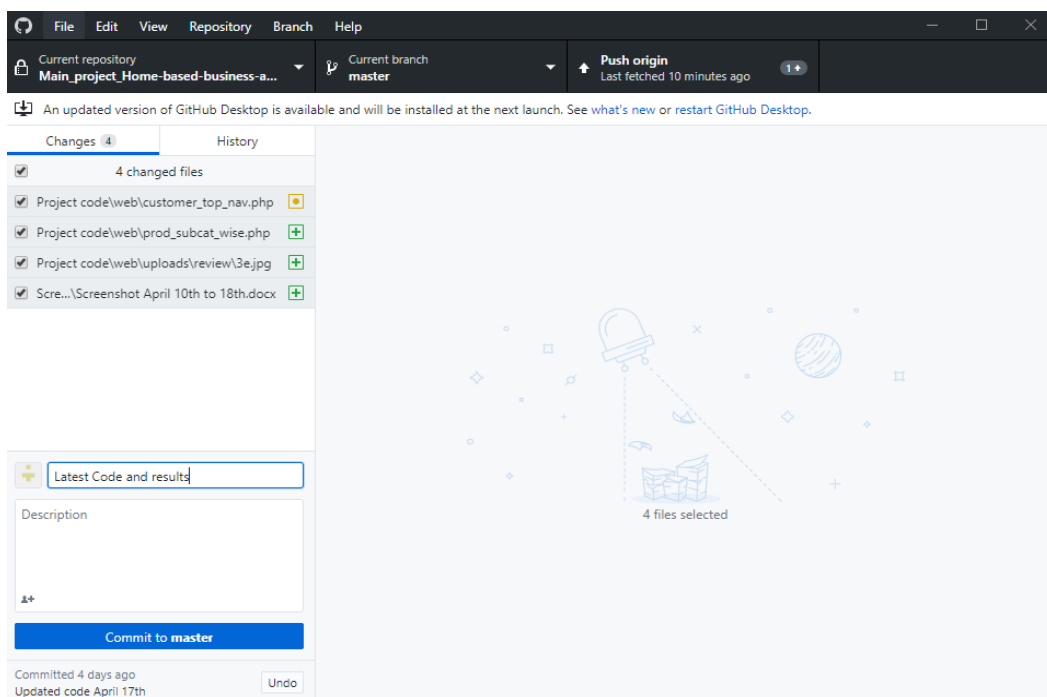 File Edit View Repository Branch Help
Current repository
Main_project_Home-based-business-a...
Current branch
master
Push origin
Last fetched 10 minutes ago
1
An updated version of GitHub Desktop is available and will be installed at the next launch. See what's new or restart GitHub Desktop.
Changes 4
History
4 changed files
Project code\web\customer_top_nav.php
Project code\web\prod_subcat_wise.php
Project code\web\uploads\review\3e.jpg
Scre...\Screenshot April 10th to 18th.docx
Latest Code and results
Description
Commit to master
Committed 4 days ago
Updated code April 17th
Undo
4 files selected